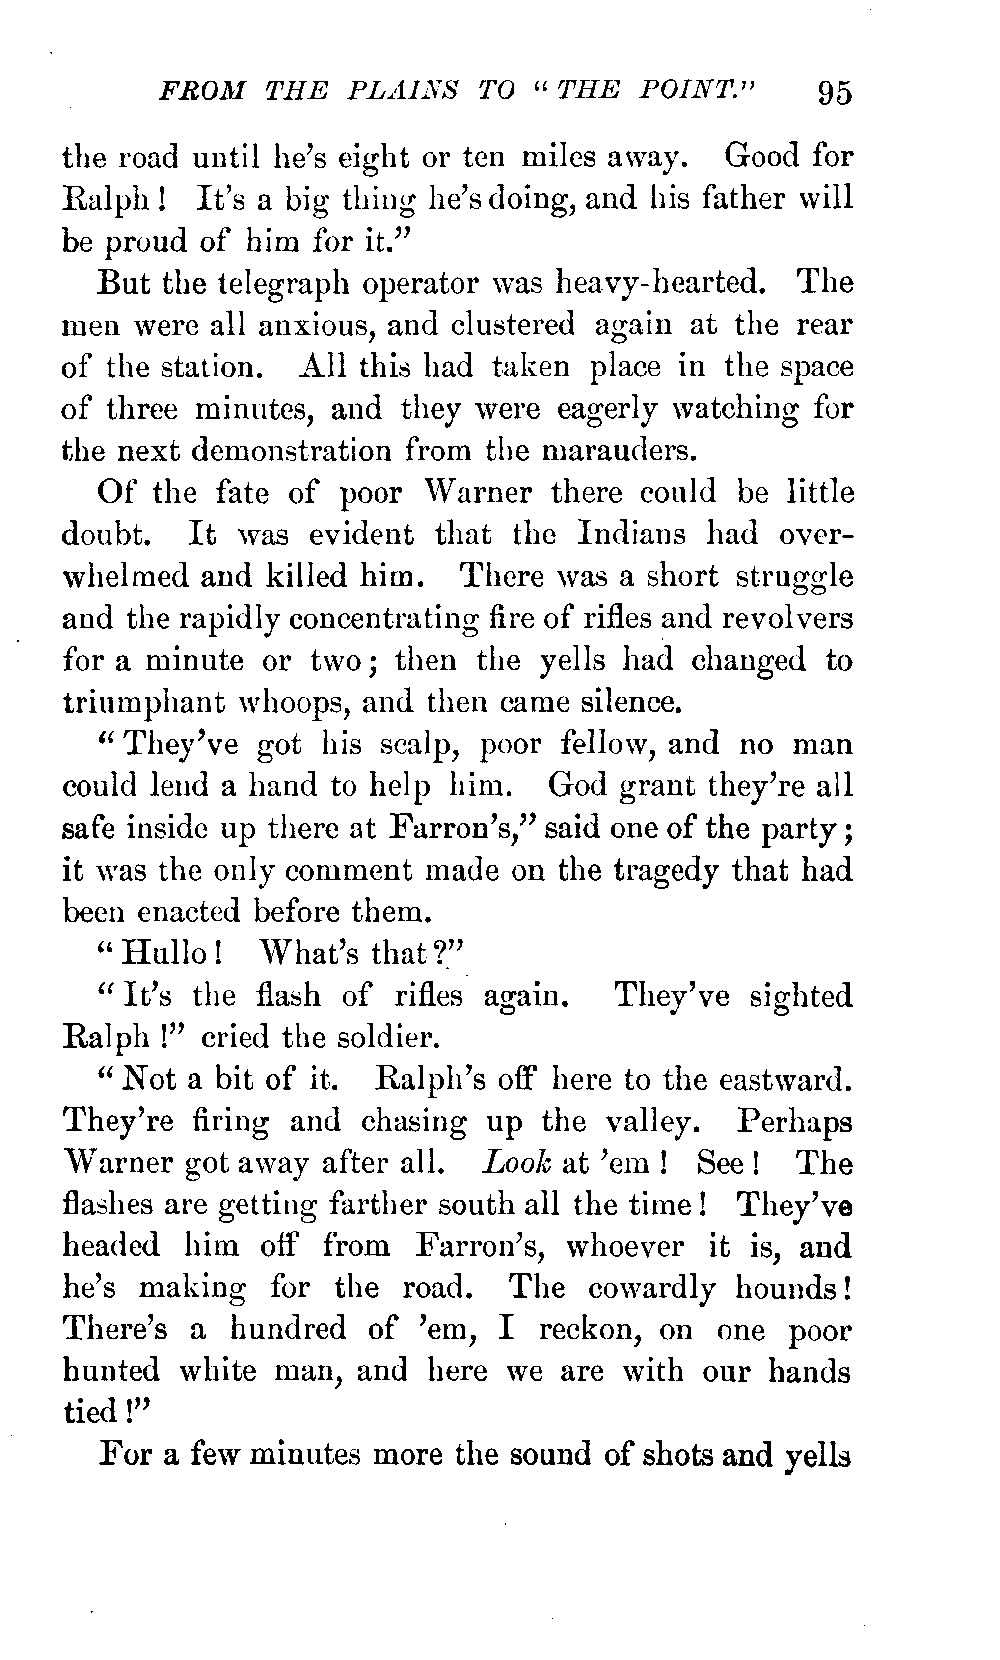 FROM THE PLAINS TO “ THE POINT.” 95
the road until he’s eight or ten miles away. Good for
Ralph ! It’s a big thing he’s doing, and his father will
be proud of him for it.”
But the telegraph operator was heavy-hearted. The
men were all anxious, and clustered again at the rear
of the station. All this had taken place in the space
of three minutes, and they were eagerly watching for
the next demonstration from the marauders.
Of the fate of poor Warner there could be little
doubt. It was evident that the Indians had over-
whelmed and killed him. There was a short struggle
and the rapidly concentrating fire of rifles and revolvers
for a minute or two ; then the yells had changed to
triumphant whoops, and then came silence.
“ They’ve got his scalp, poor fellow, and no man
could lend a hand to help him. God grant they’re all
safe inside up there at Farron’s,” said one of the party ;
it was the only comment made on the tragedy that had
been enacted before them.
“ Hullo ! What’s that ?”
“ It’s the flash of rifles again. They’ve sighted
Ralph !” cried the soldier.
“ Not a bit of it. Ralph’s off here to the eastward.
They’re firing and chasing up the valley. Perhaps
Warner got away after all. Look at ’em ! See ! The
flashes are getting farther south all the time ! They’ve
headed him off from Farron’s, whoever it is, and
he’s making for the road. The cowardly hounds !
There’s a hundred of ’em, I reckon, on one poor
hunted white man, and here we are with our hands
tied !”
For a few minutes more the sound of shots and yells